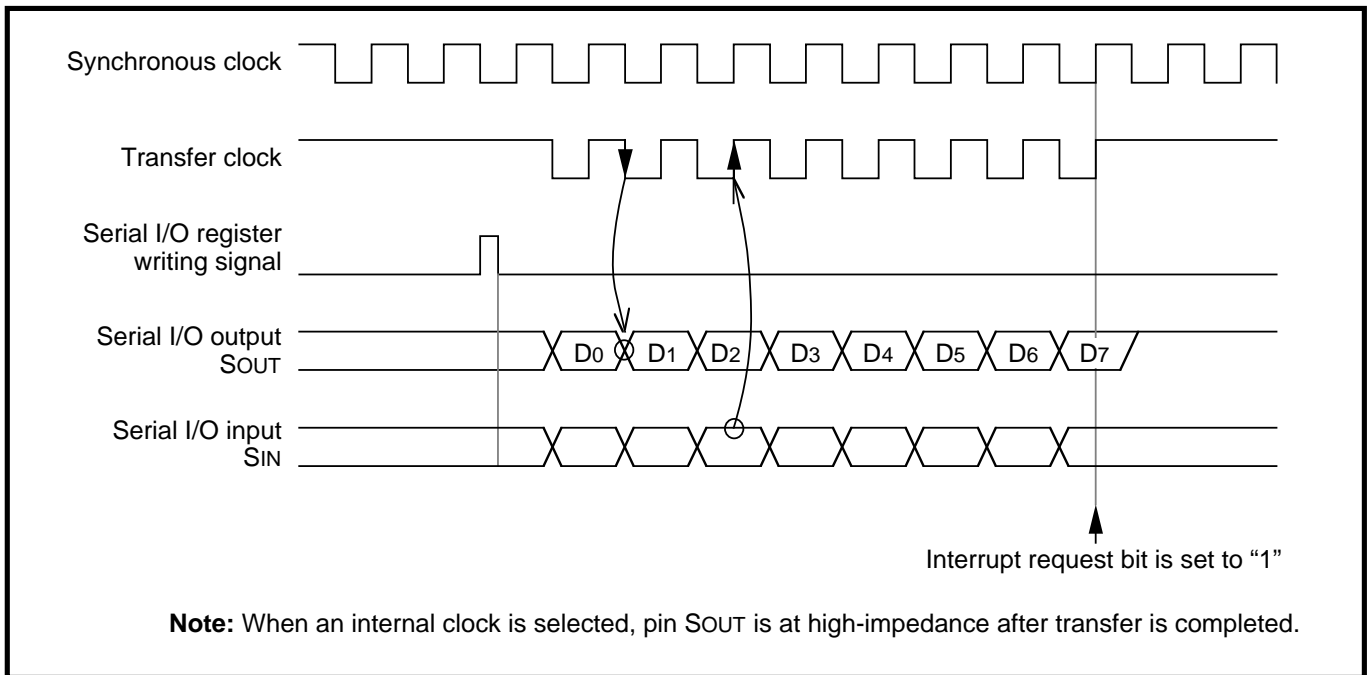 Synchronous clock
Transfer clock
Serial I/O register
writing signal
Serial I/O output
SOUT
D0 D1 D2 D3 D4 D5 D6 D7
Serial I/O input
SIN
Interrupt request bit is set to “1”
Note: When an internal clock is selected, pin SOUT is at high-impedance after transfer is completed.